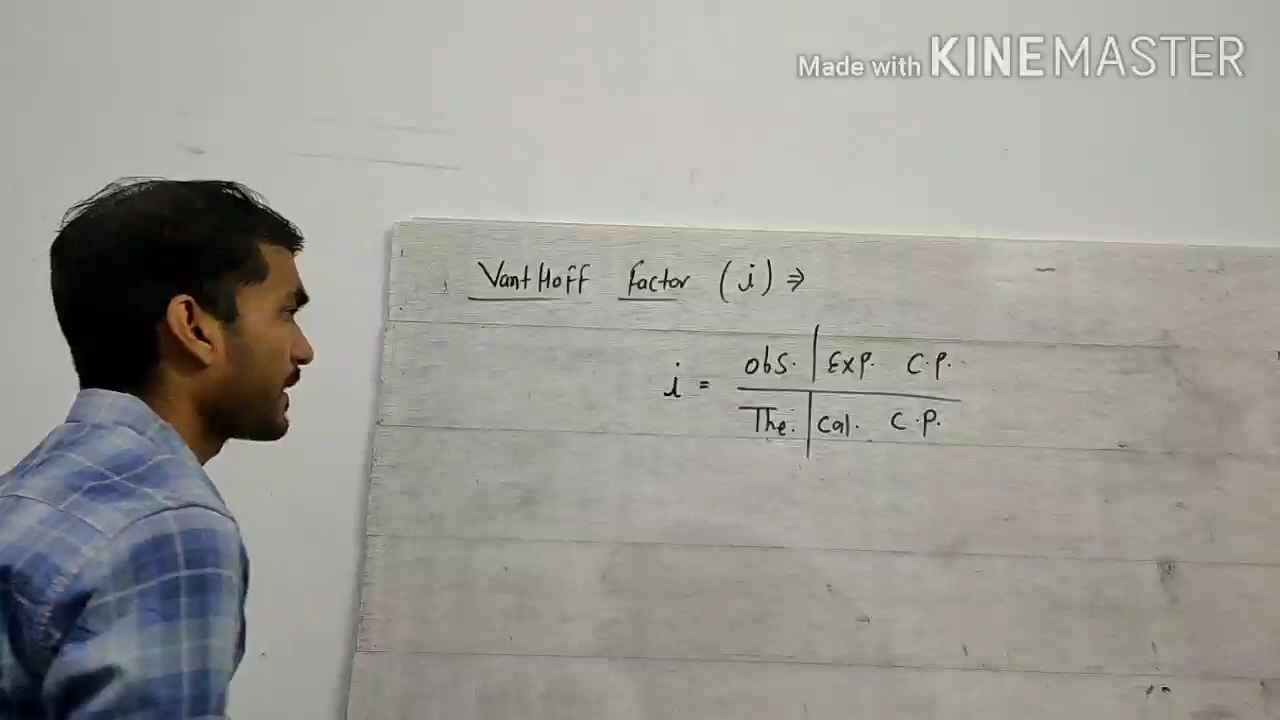 Made with KINEMASTER
Vant Hoff Factor (i) ⇒
i = obs. | Exp. C.P.
The. | Cal. C.P.